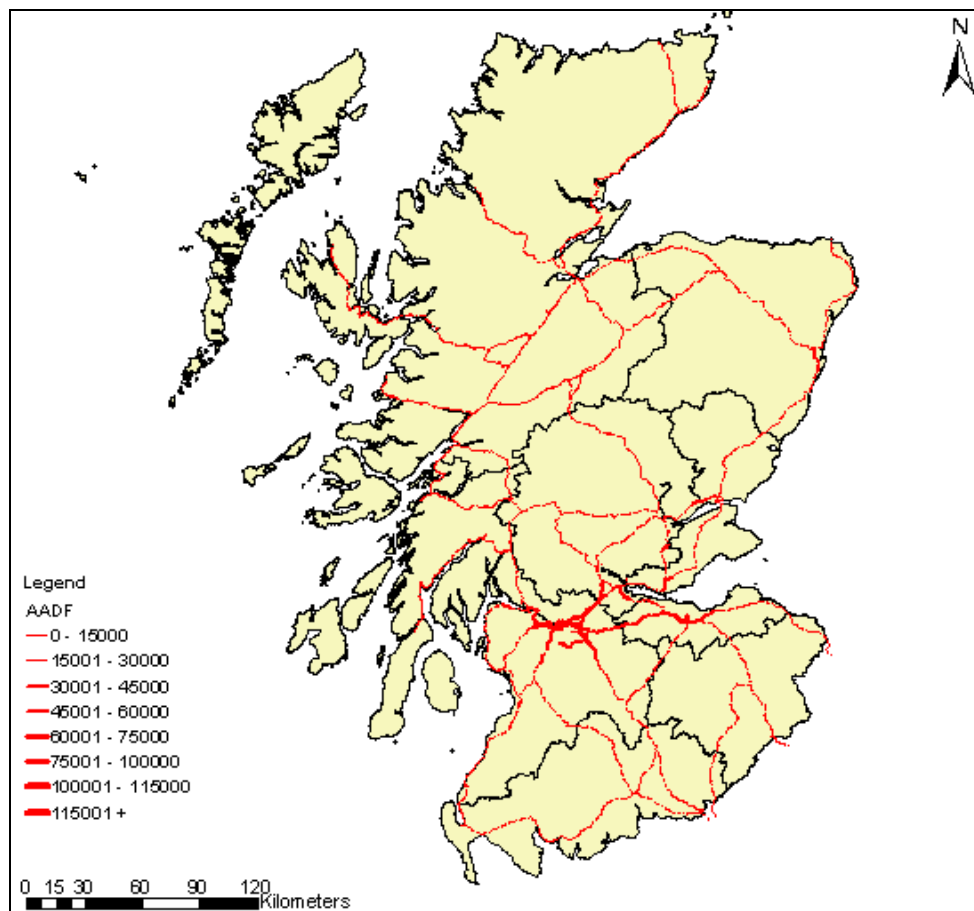 N
Legend
AADF
0 - 15000
15001 - 30000
30001 - 45000
45001 - 60000
60001 - 75000
75001 - 100000
100001 - 115000
115001 +
0 15 30 60 90 120
Kilometers